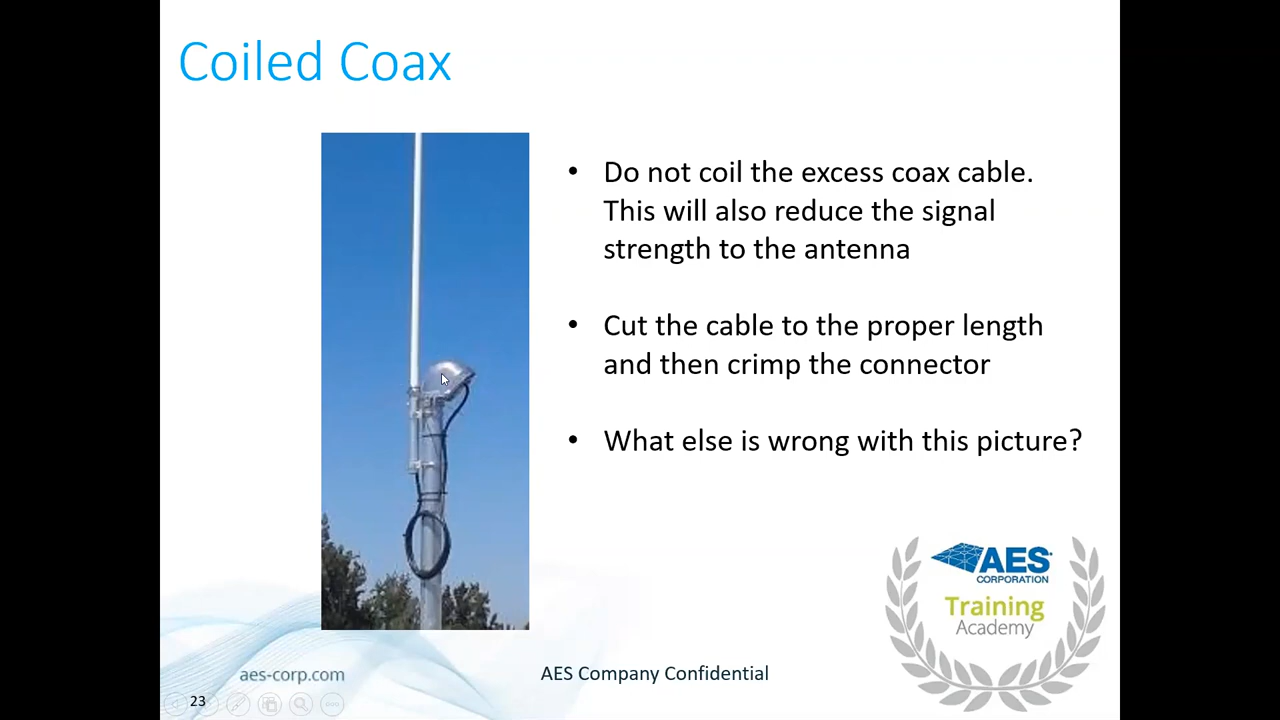 Coiled Coax
• Do not coil the excess coax cable.
This will also reduce the signal
strength to the antenna
• Cut the cable to the proper length
and then crimp the connector
• What else is wrong with this picture?
AES
CORPORATION
Training
Academy
aes-corp.com
AES Company Confidential
23